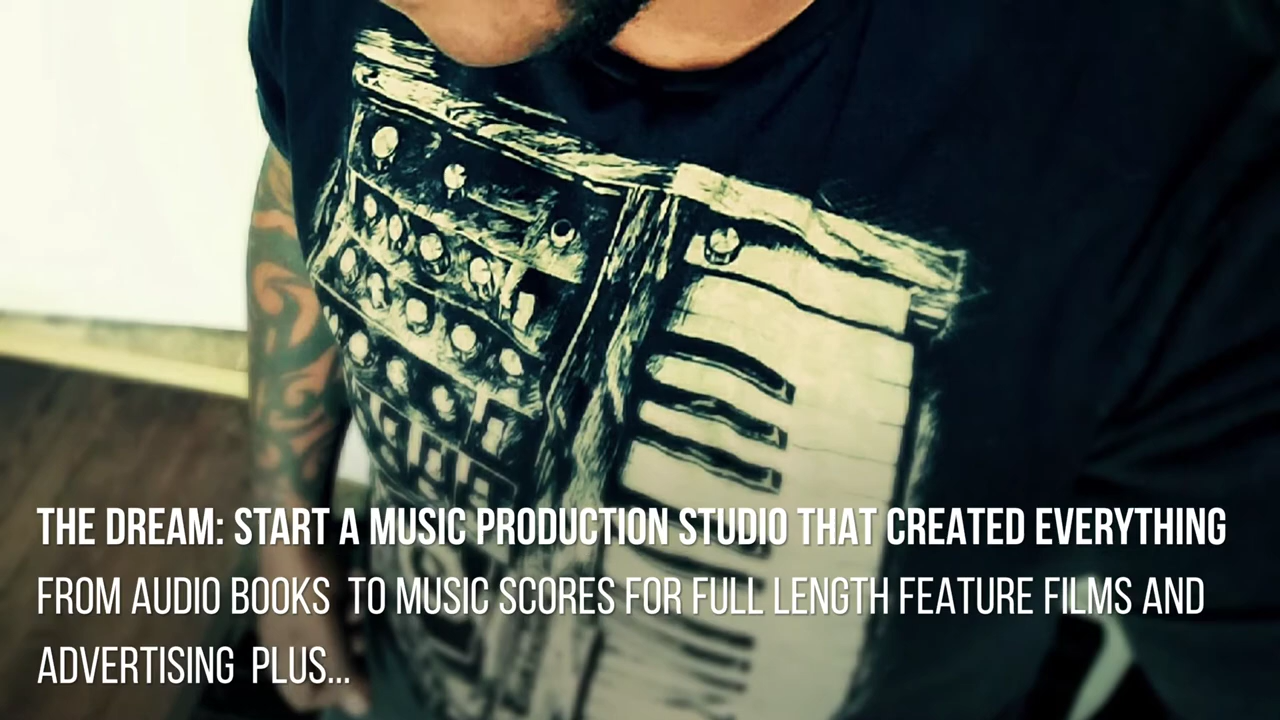 THE DREAM: START A MUSIC PRODUCTION STUDIO THAT CREATED EVERYTHING
FROM AUDIO BOOKS TO MUSIC SCORES FOR FULL LENGTH FEATURE FILMS AND
ADVERTISING PLUS...